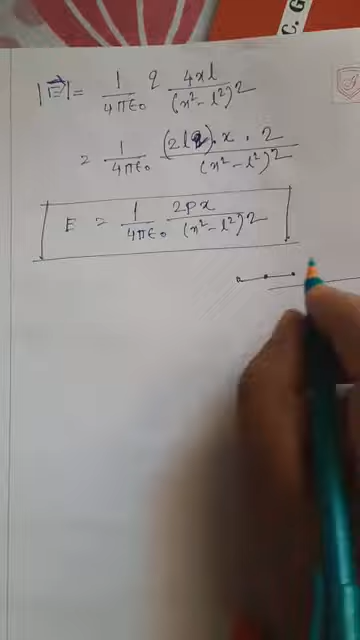 C. G
|E⃗| = 1/4πε₀ q 4xl/(x² - l²)²
= 1/4πε₀ (2lq).x.2/(x² - l²)²
E = 1/4πε₀ 2px/(x² - l²)²